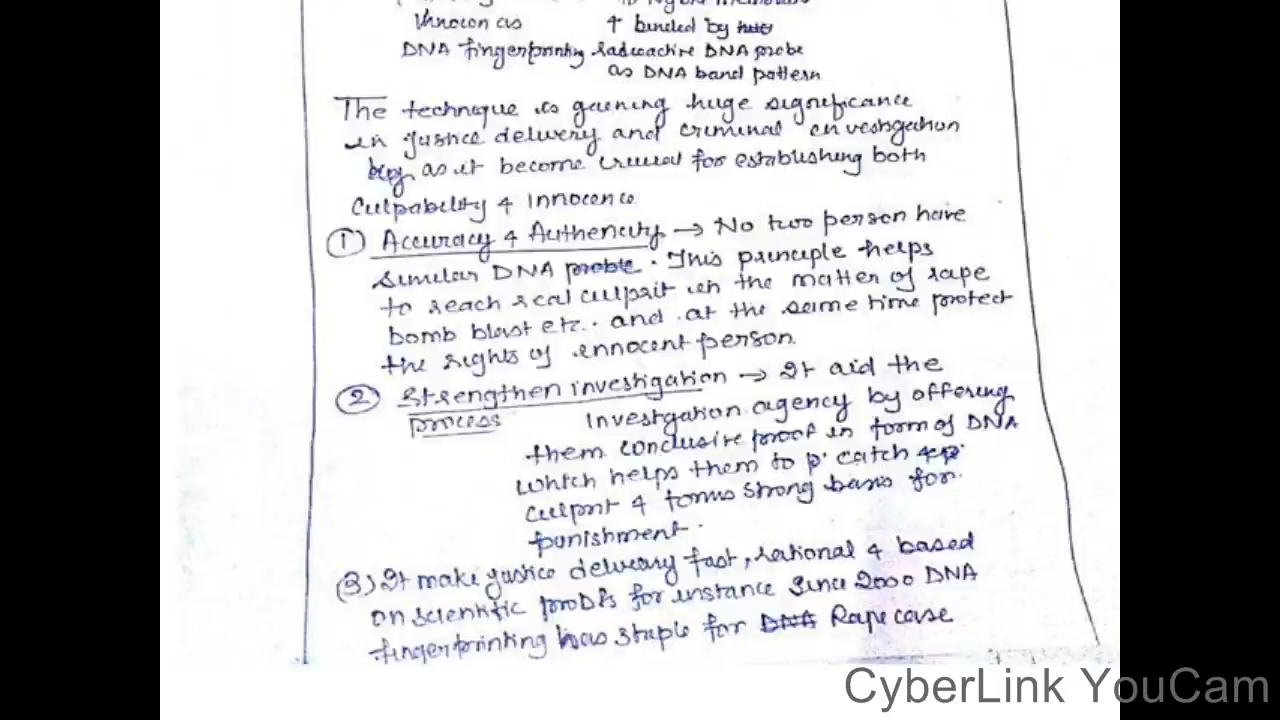 known as & binded by
DNA fingerprinting radioactive DNA probe
as DNA band pattern
The technique is gaining huge significance
in justice delivery and criminal investigation
as it become crucial for establishing both
Culpability & Innocence
① Accuracy & Authencity → No two person have
similar DNA probe. This principle helps
to reach real culprit in the matter of rape
bomb blast etc. and at the same time protect
the rights of innocent person.
② Strengthen investigation → It aid the
process Investgation agency by offering
them conclusive proof in form of DNA
which helps them to catch
culprit & forms strong basis for
punishment.
(3) It make justice delivery fast, rational & based
on scientific proofs for instance since 2000 DNA
fingerprinting was staple for Rape case
CyberLink YouCam